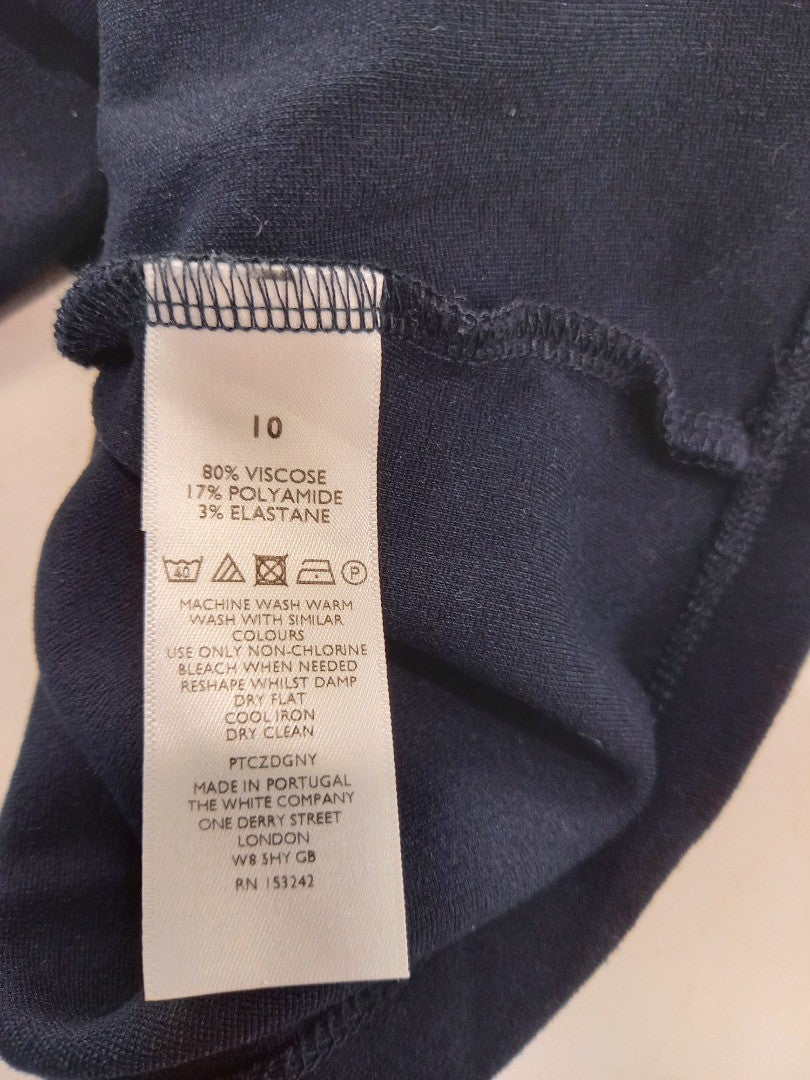 10
80% VISCOSE
17% POLYAMIDE
3% ELASTANE
40 P
MACHINE WASH WARM
WASH WITH SIMILAR
COLOURS
USE ONLY NON-CHLORINE
BLEACH WHEN NEEDED
RESHAPE WHILST DAMP
DRY FLAT
COOL IRON
DRY CLEAN
PTCZDGNY
MADE IN PORTUGAL
THE WHITE COMPANY
ONE DERRY STREET
LONDON
W8 5HY GB
RN 153242